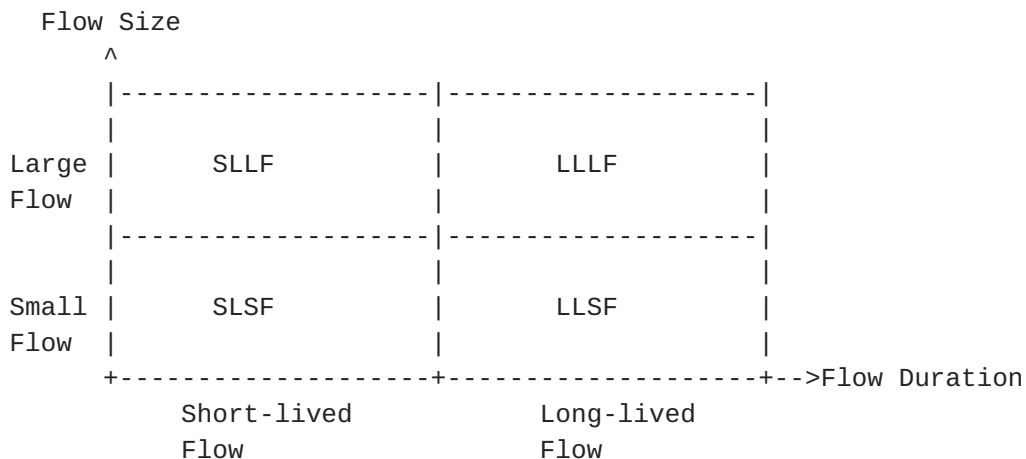 Flow Size
^
|--------------------|--------------------|
| | |
Large | SLLF | LLLF |
Flow | | |
|--------------------|--------------------|
| | |
Small | SLSF | LLSF |
Flow | | |
+--------------------+--------------------+-->Flow Duration
Short-lived Long-lived
Flow Flow